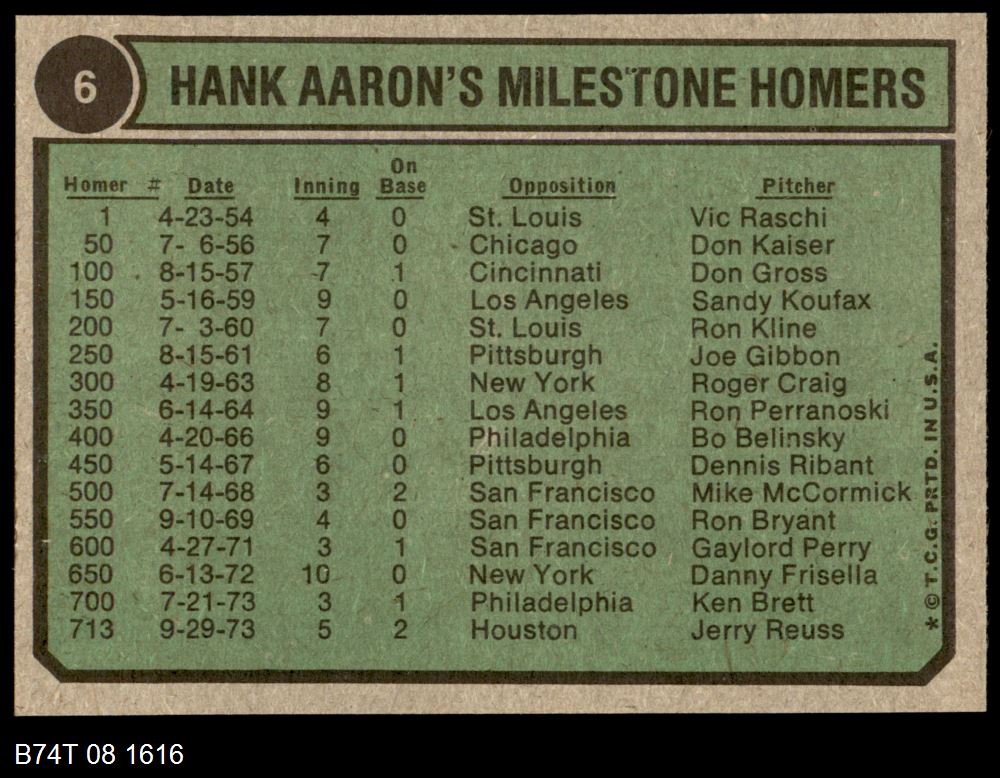 6
HANK AARON'S MILESTONE HOMERS
Homer # Date Inning On Base Opposition Pitcher
1 4-23-54 4 0 St. Louis Vic Raschi
50 7- 6-56 7 0 Chicago Don Kaiser
100 8-15-57 7 1 Cincinnati Don Gross
150 5-16-59 9 0 Los Angeles Sandy Koufax
200 7- 3-60 7 0 St. Louis Ron Kline
250 8-15-61 6 1 Pittsburgh Joe Gibbon
300 4-19-63 8 1 New York Roger Craig
350 6-14-64 9 1 Los Angeles Ron Perranoski
400 4-20-66 9 0 Philadelphia Bo Belinsky
450 5-14-67 6 0 Pittsburgh Dennis Ribant
500 7-14-68 3 2 San Francisco Mike McCormick
550 9-10-69 4 0 San Francisco Ron Bryant
600 4-27-71 3 1 San Francisco Gaylord Perry
650 6-13-72 10 0 New York Danny Frisella
700 7-21-73 3 1 Philadelphia Ken Brett
713 9-29-73 5 2 Houston Jerry Reuss
* © T.C.G. PRTD. IN U.S.A.
B74T 08 1616